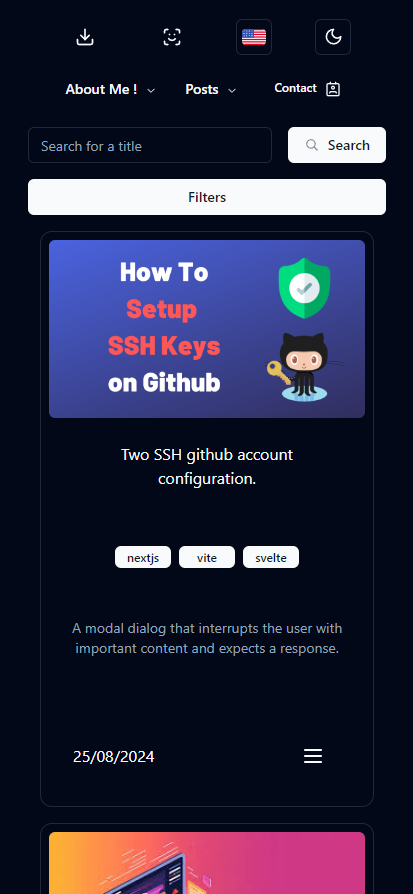 About Me !
Posts
Contact
Search for a title
Search
Filters
How To
Setup
SSH Keys
on Github
Two SSH github account
configuration.
nextjs
vite
svelte
A modal dialog that interrupts the user with
important content and expects a response.
25/08/2024